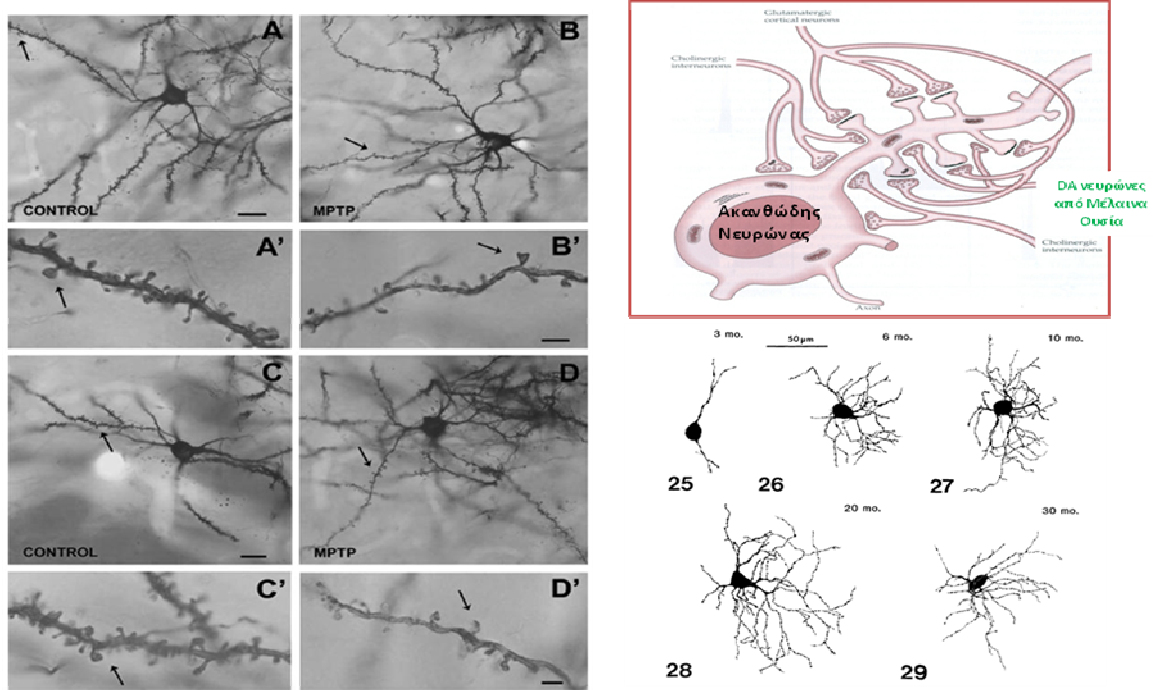 A
CONTROL
B
MPTP
A’
B’
C
CONTROL
D
MPTP
C’
D’
Glutamatergic
cortical neurons
Cholinergic
interneurons
Ακανθώδης
Νευρώνας
DA νευρώνες
από Μέλαινα
Ουσία
Cholinergic
interneurons
Axon
3 mo.
50 μm
6 mo.
10 mo.
25
26
27
20 mo.
30 mo.
28
29